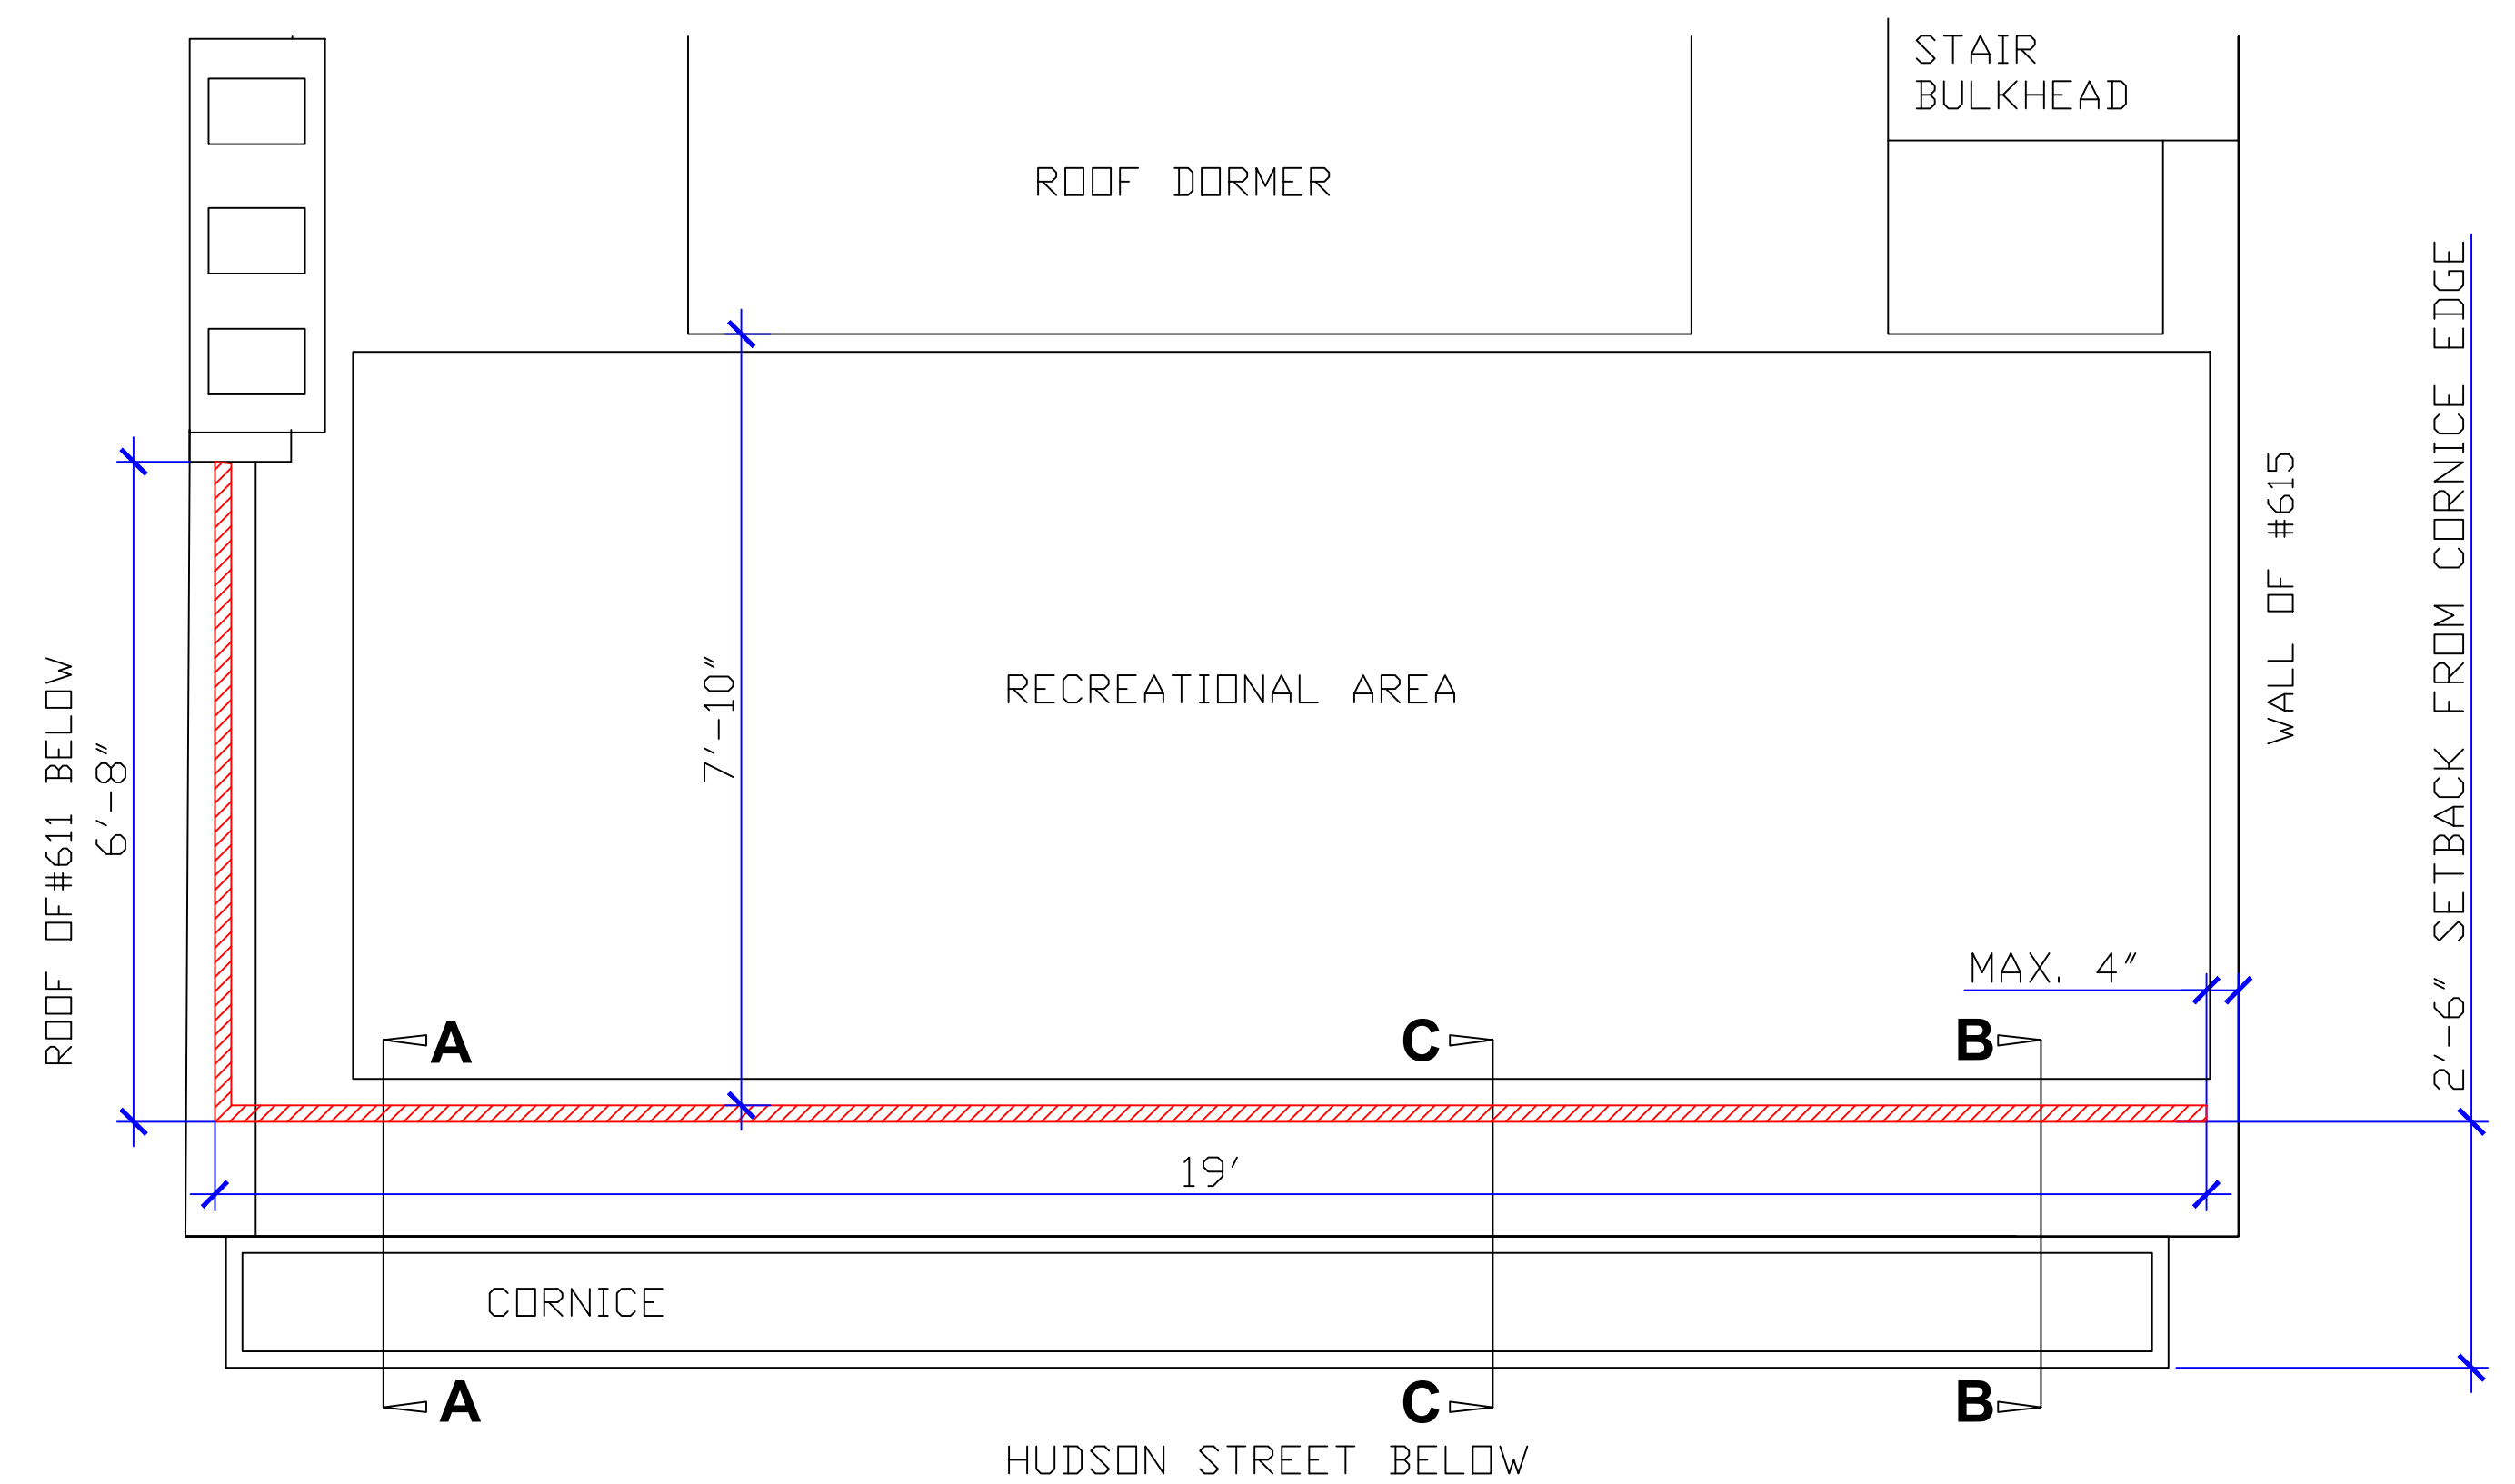 STAIR
BULKHEAD
ROOF DORMER
RECREATIONAL AREA
7'-10"
ROOF OF#611 BELOW
6'-8"
WALL OF #615
2'-6" SETBACK FROM CORNICE EDGE
MAX. 4"
A
C
B
19'
CORNICE
A
C
B
HUDSON STREET BELOW